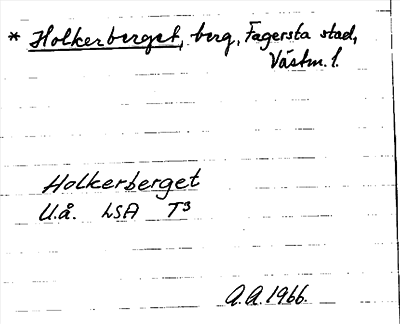 * Holkerberget, berg, Fagersta stad,
Västm. l.
Holkerberget
U.å. LSA T3
A.A. 1966.